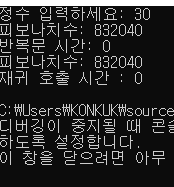 정수 입력하세요: 30
피보나치수: 832040
반복문 시간: 0
피보나치수: 832040
재귀 호출 시간 : 0
C:\Users\KONKUK\source
디버깅이 중지될 때 콘솔
하도록 설정합니다.
이 창을 닫으려면 아무